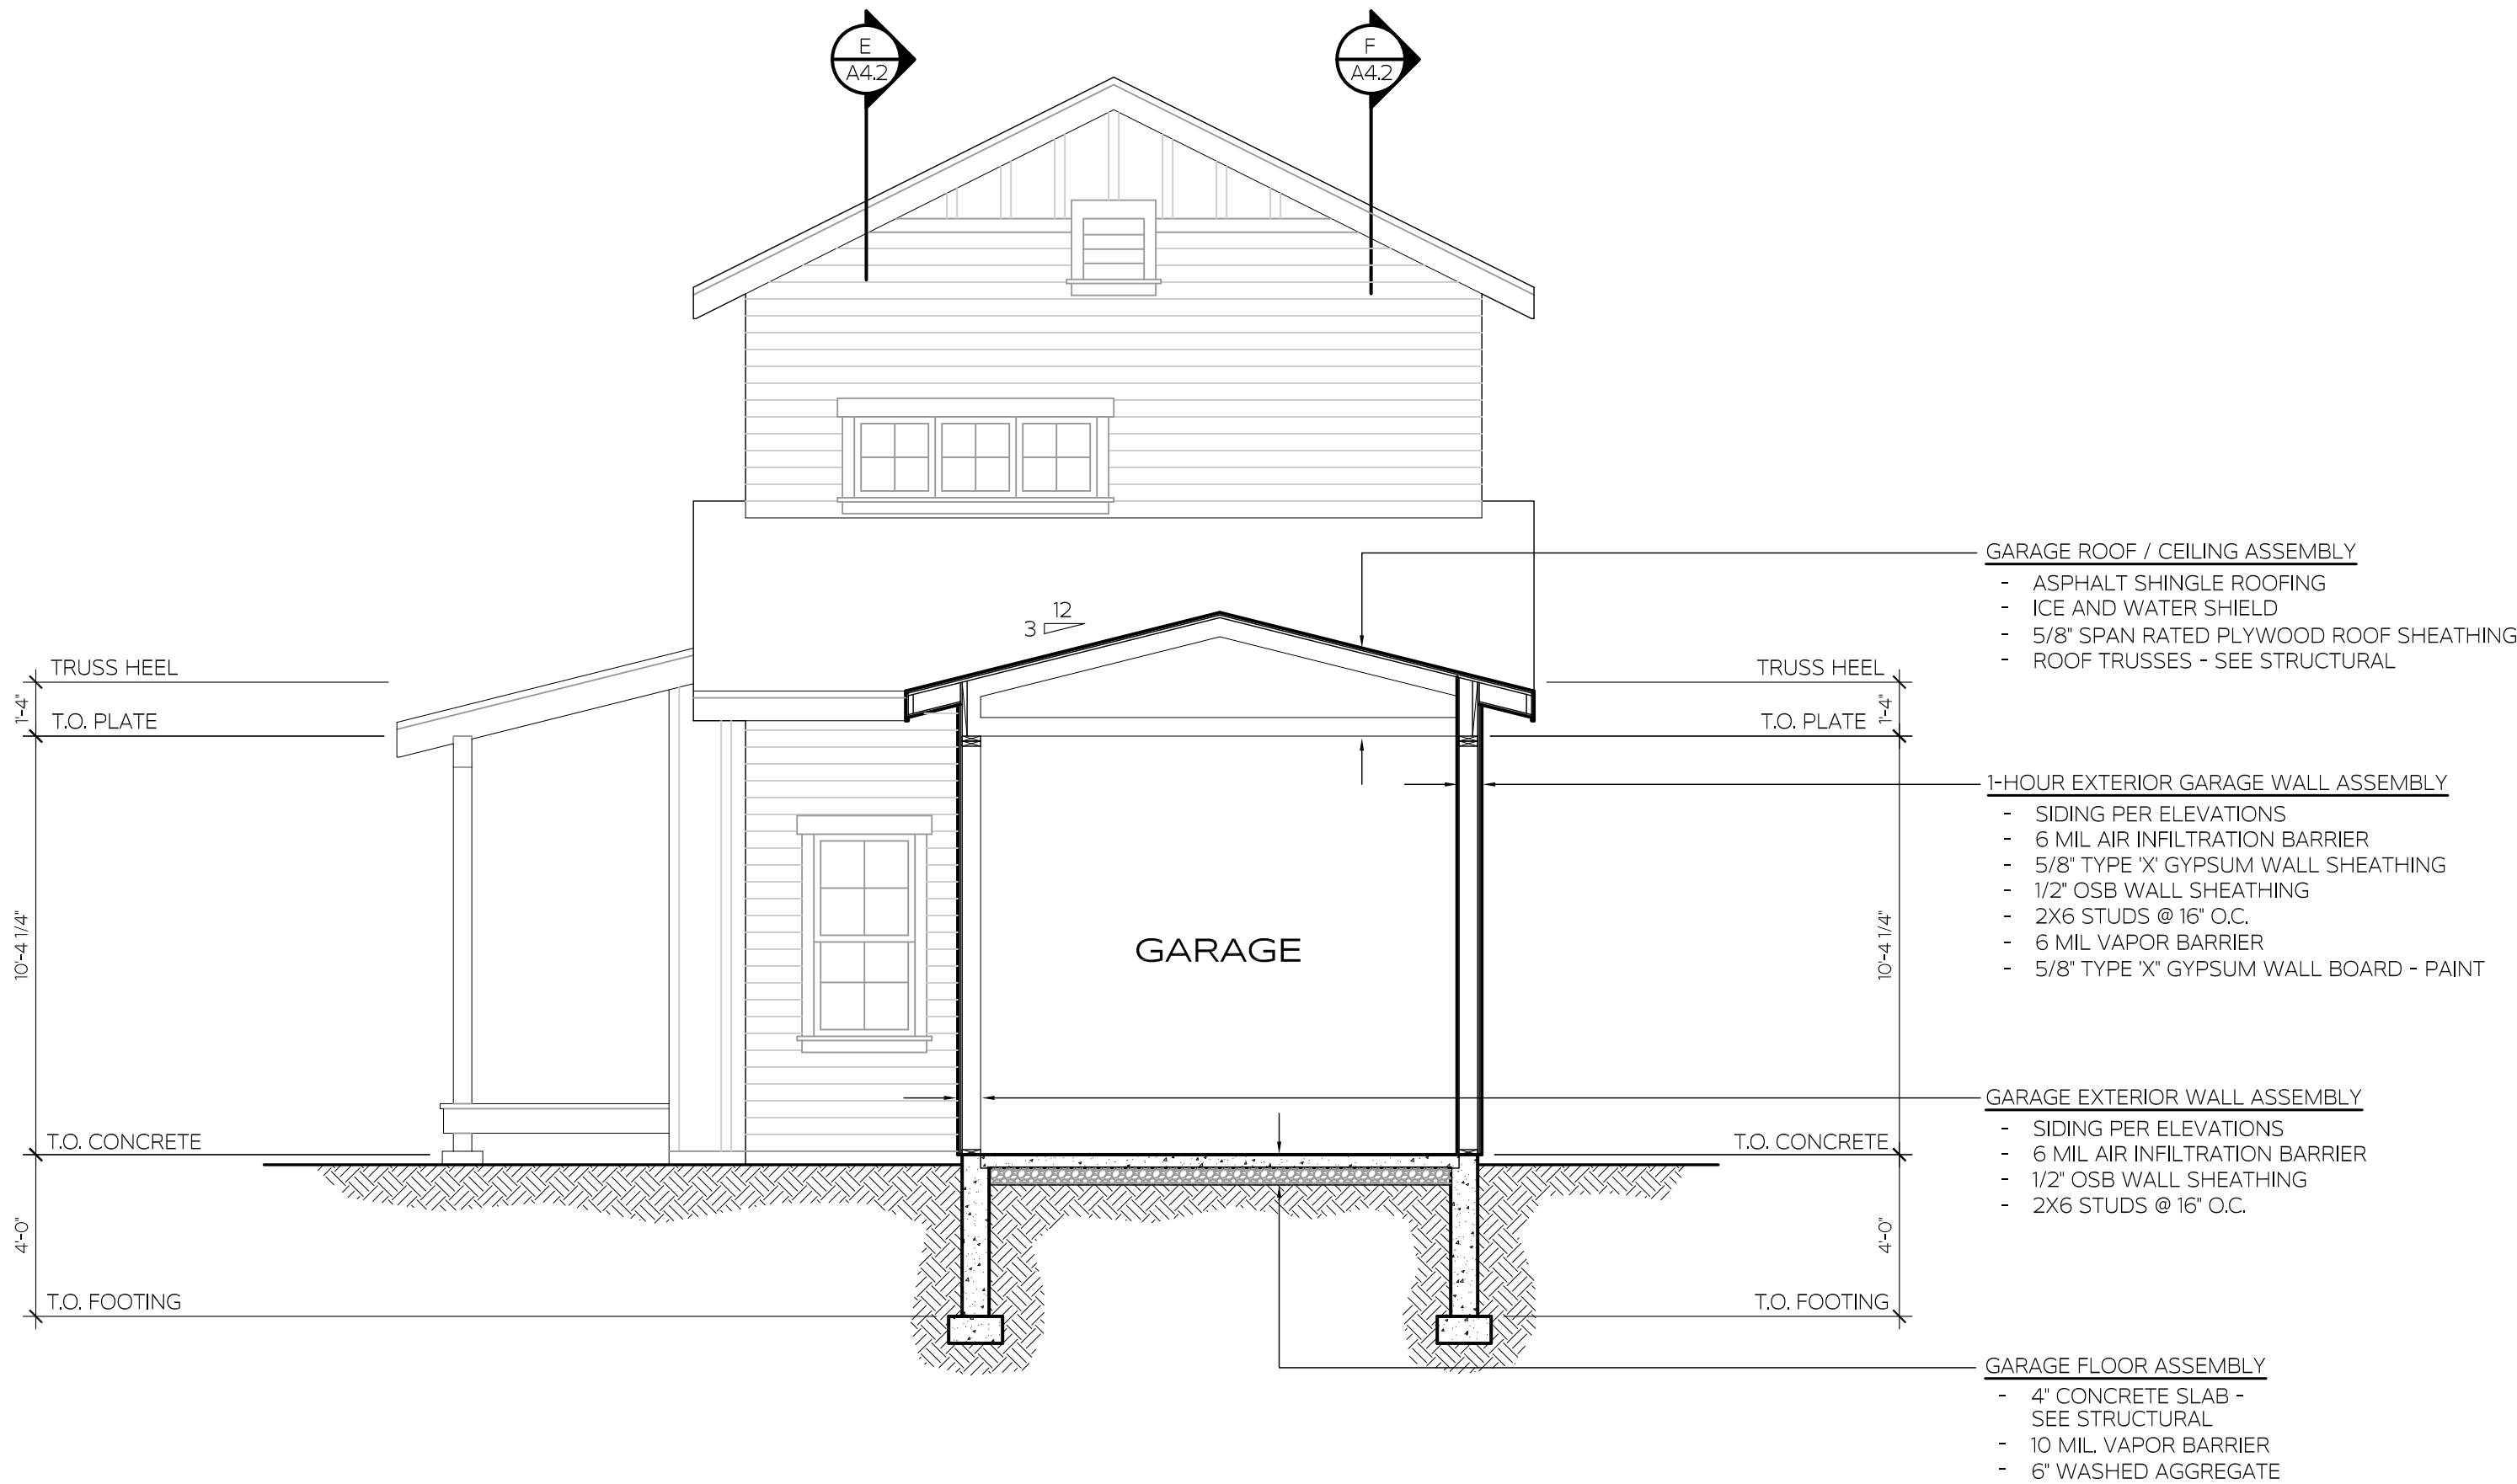 E
A4.2
F
A4.2
GARAGE ROOF / CEILING ASSEMBLY
- ASPHALT SHINGLE ROOFING
- ICE AND WATER SHIELD
- 5/8" SPAN RATED PLYWOOD ROOF SHEATHING
- ROOF TRUSSES - SEE STRUCTURAL
12
3
TRUSS HEEL
1'-4"
T.O. PLATE
10'-4 1/4"
T.O. CONCRETE
4'-0"
T.O. FOOTING
GARAGE
TRUSS HEEL
1'-4"
T.O. PLATE
10'-4 1/4"
T.O. CONCRETE
4'-0"
T.O. FOOTING
1-HOUR EXTERIOR GARAGE WALL ASSEMBLY
- SIDING PER ELEVATIONS
- 6 MIL AIR INFILTRATION BARRIER
- 5/8" TYPE 'X' GYPSUM WALL SHEATHING
- 1/2" OSB WALL SHEATHING
- 2X6 STUDS @ 16" O.C.
- 6 MIL VAPOR BARRIER
- 5/8" TYPE 'X" GYPSUM WALL BOARD - PAINT
GARAGE EXTERIOR WALL ASSEMBLY
- SIDING PER ELEVATIONS
- 6 MIL AIR INFILTRATION BARRIER
- 1/2" OSB WALL SHEATHING
- 2X6 STUDS @ 16" O.C.
GARAGE FLOOR ASSEMBLY
- 4" CONCRETE SLAB -
SEE STRUCTURAL
- 10 MIL. VAPOR BARRIER
- 6" WASHED AGGREGATE